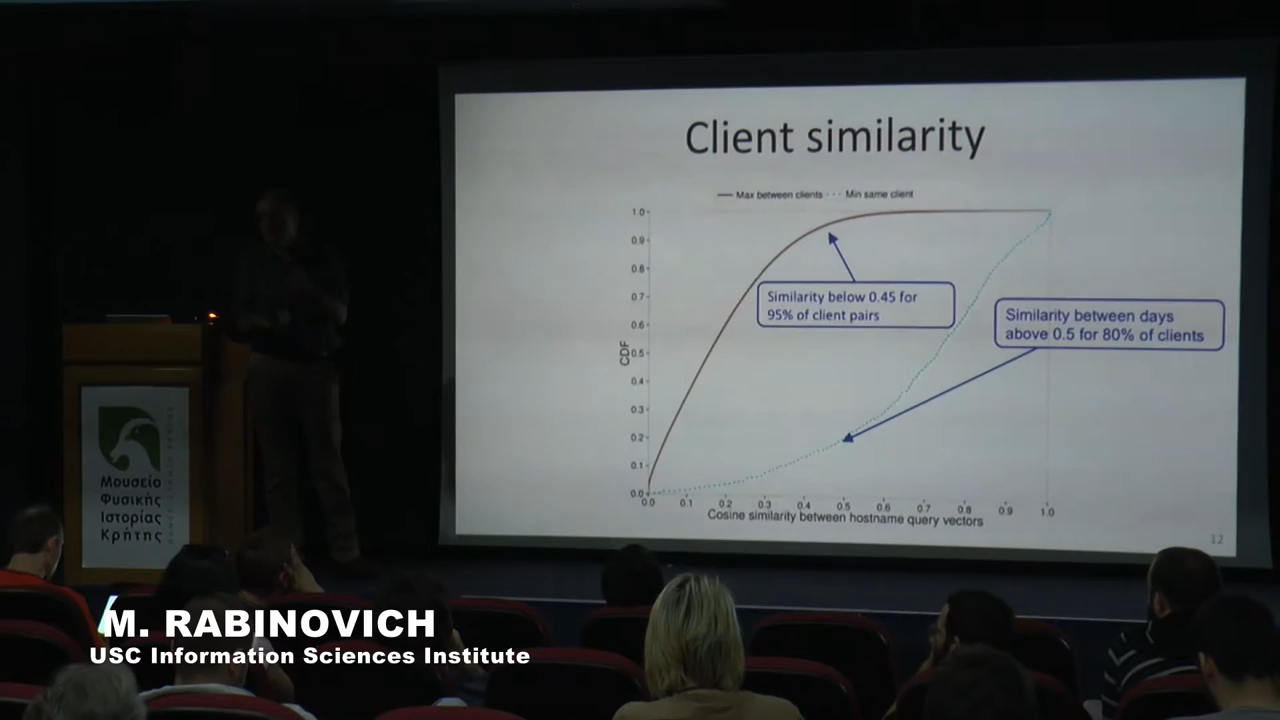 Client similarity
Max between clients
Min same client
1.0
0.9
0.8
0.7
0.6
0.5
0.4
0.3
0.2
0.1
0.0
CDF
Similarity below 0.45 for
95% of client pairs
Similarity between days
above 0.5 for 80% of clients
0.0 0.1 0.2 0.3 0.4 0.5 0.6 0.7 0.8 0.9 1.0
Cosine similarity between hostname query vectors
12
Μουσείο
Φυσικής
Ιστορίας
Κρήτης
M. RABINOVICH
USC Information Sciences Institute